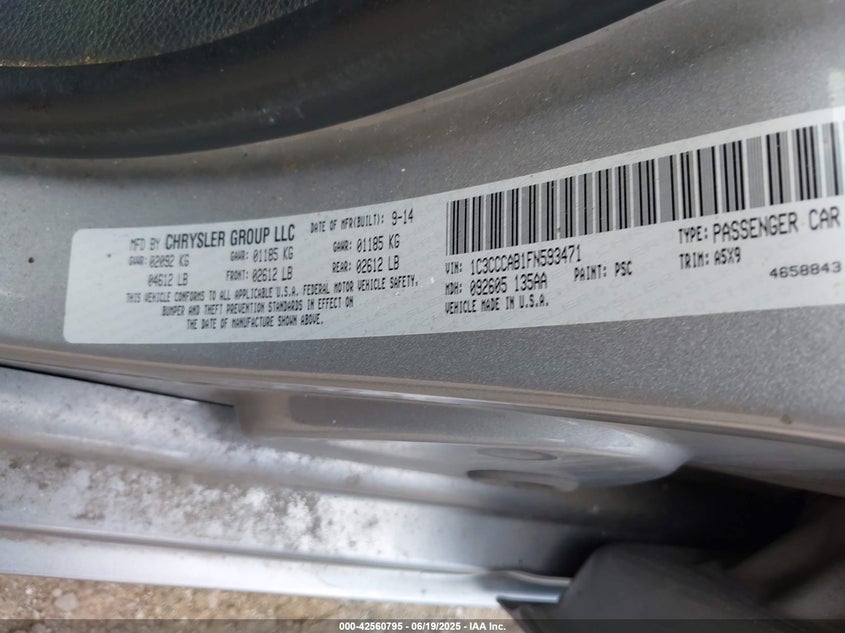 MFD BY CHRYSLER GROUP LLC DATE OF MFR(BUILT): 9-14
GVWR: 02092 KG GAWR: 01185 KG GAWR: 01185 KG
04612 LB FRONT: 02612 LB REAR: 02612 LB
THIS VEHICLE CONFORMS TO ALL APPLICABLE U.S.A. FEDERAL MOTOR VEHICLE SAFETY,
BUMPER AND THEFT PREVENTION STANDARDS IN EFFECT ON
THE DATE OF MANUFACTURE SHOWN ABOVE.
VIN: 1C3CCCAB1FN593471 TYPE: PASSENGER CAR
MDH: 092605 135AA PAINT: PSC TRIM: A5X9
VEHICLE MADE IN U.S.A. 4658843
000-42560795 - 06/19/2025 - IAA Inc.